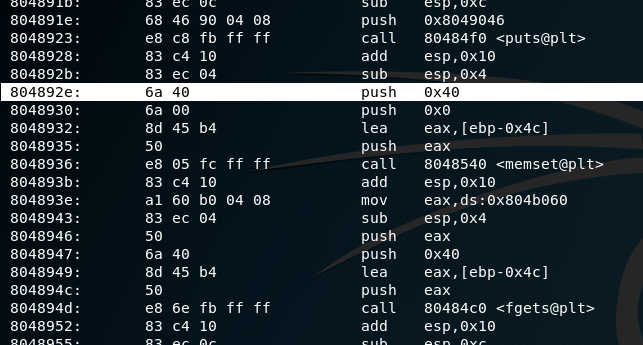 804891b: 83 ec 0c sub esp,0xc
804891e: 68 46 90 04 08 push 0x8049046
8048923: e8 c8 fb ff ff call 80484f0 <puts@plt>
8048928: 83 c4 10 add esp,0x10
804892b: 83 ec 04 sub esp,0x4
804892e: 6a 40 push 0x40
8048930: 6a 00 push 0x0
8048932: 8d 45 b4 lea eax,[ebp-0x4c]
8048935: 50 push eax
8048936: e8 05 fc ff ff call 8048540 <memset@plt>
804893b: 83 c4 10 add esp,0x10
804893e: a1 60 b0 04 08 mov eax,ds:0x804b060
8048943: 83 ec 04 sub esp,0x4
8048946: 50 push eax
8048947: 6a 40 push 0x40
8048949: 8d 45 b4 lea eax,[ebp-0x4c]
804894c: 50 push eax
804894d: e8 6e fb ff ff call 80484c0 <fgets@plt>
8048952: 83 c4 10 add esp,0x10
8048955: 83 ec 0c sub esp,0xc